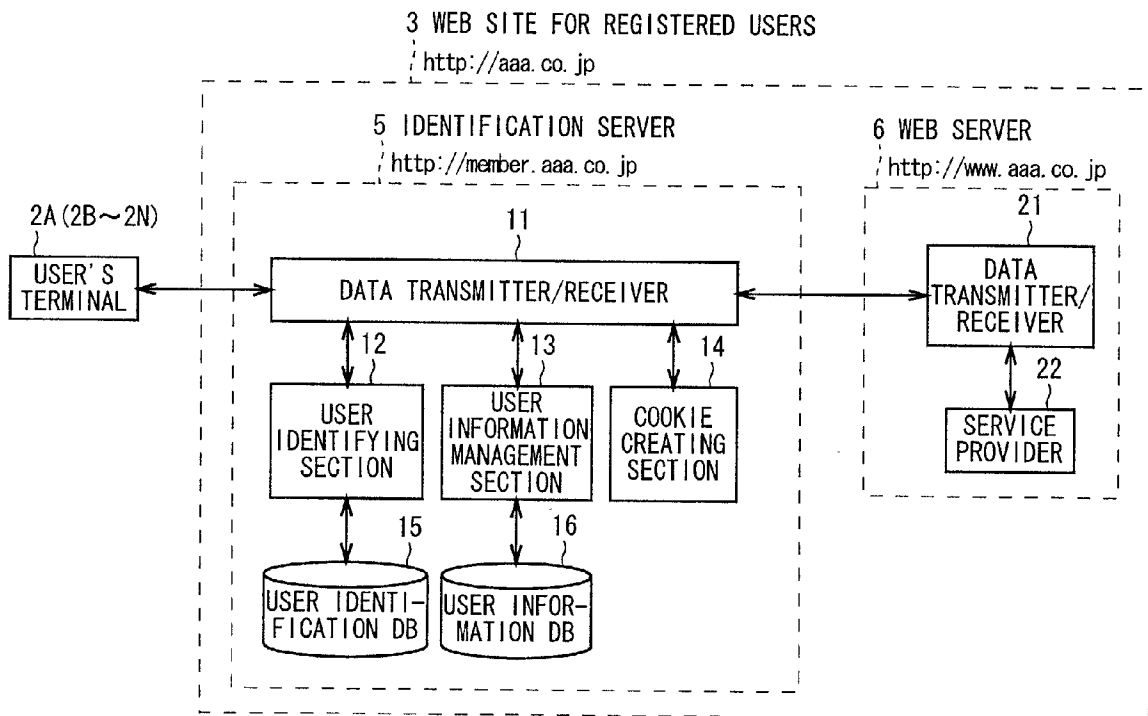 3 WEB SITE FOR REGISTERED USERS
http://aaa.co.jp
5 IDENTIFICATION SERVER
http://member.aaa.co.jp
6 WEB SERVER
http://www.aaa.co.jp
2A(2B～2N)
USER'S
TERMINAL
11
DATA TRANSMITTER/RECEIVER
21
DATA
TRANSMITTER/
RECEIVER
12
USER
IDENTIFYING
SECTION
13
USER
INFORMATION
MANAGEMENT
SECTION
14
COOKIE
CREATING
SECTION
22
SERVICE
PROVIDER
15
USER IDENTI-
FICATION DB
16
USER INFOR-
MATION DB